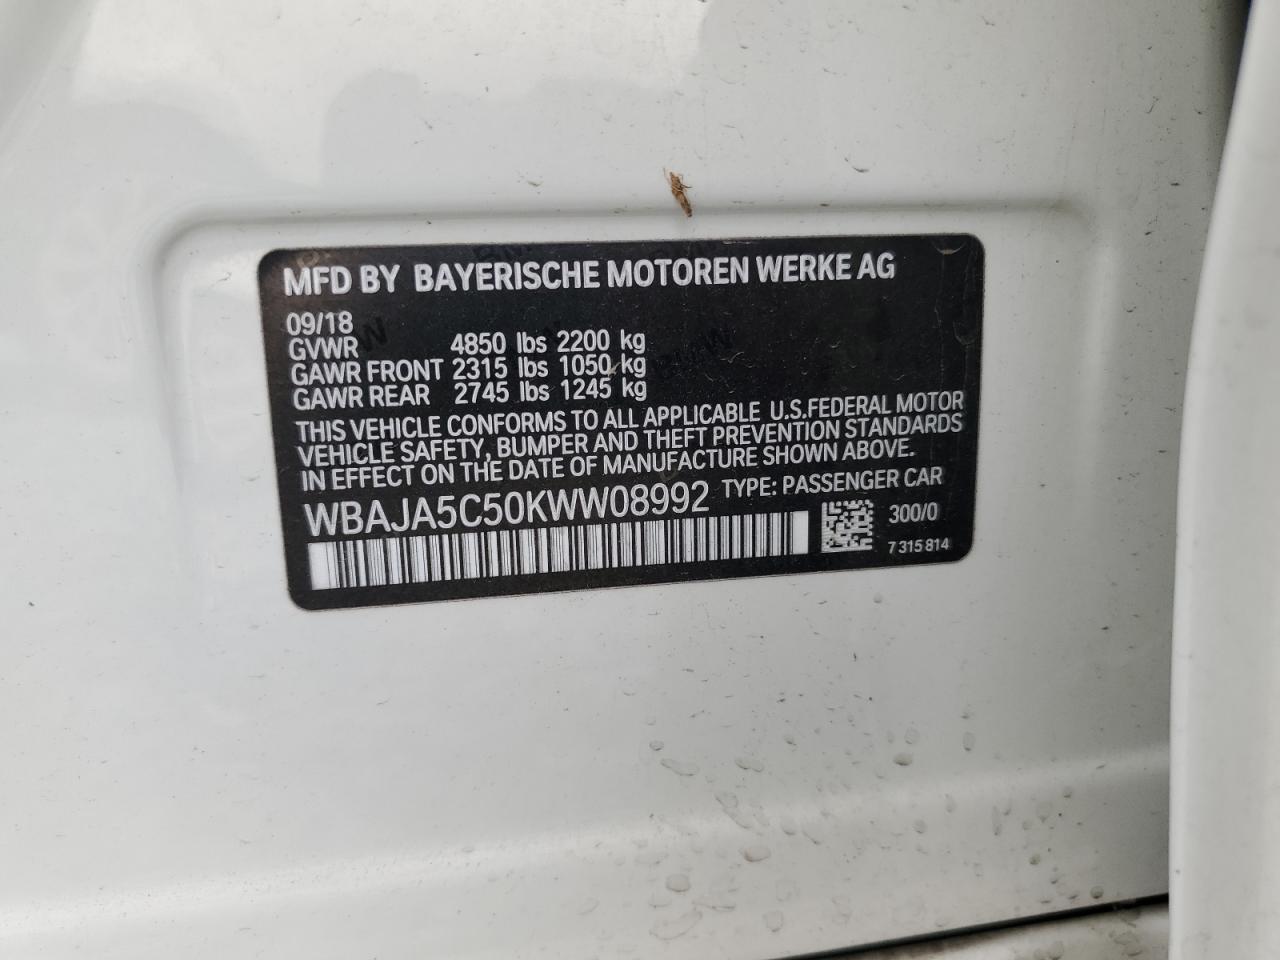 MFD BY BAYERISCHE MOTOREN WERKE AG
09/18
GVWR 4850 lbs 2200 kg
GAWR FRONT 2315 lbs 1050 kg
GAWR REAR 2745 lbs 1245 kg
THIS VEHICLE CONFORMS TO ALL APPLICABLE U.S.FEDERAL MOTOR
VEHICLE SAFETY, BUMPER AND THEFT PREVENTION STANDARDS
IN EFFECT ON THE DATE OF MANUFACTURE SHOWN ABOVE.
WBAJA5C50KWW08992 TYPE: PASSENGER CAR
300/0
7 315 814